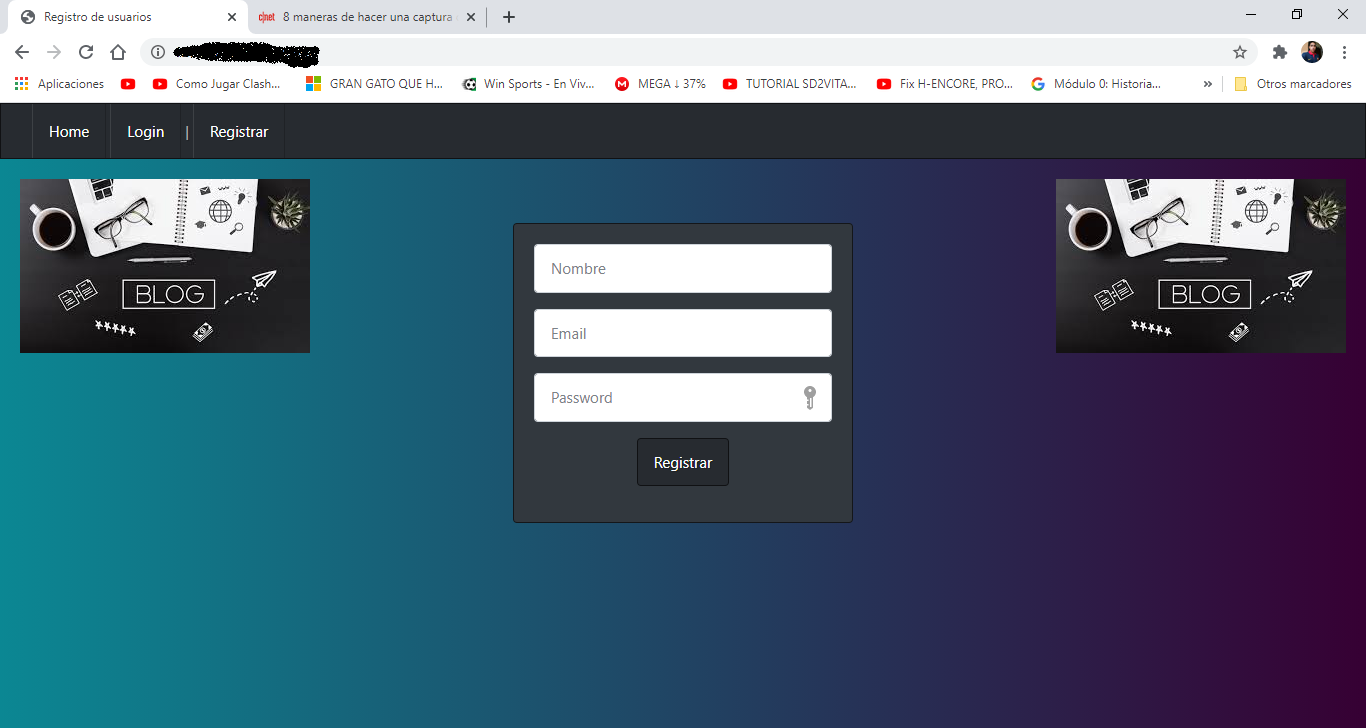 Registro de usuarios
c|net 8 maneras de hacer una captura
Aplicaciones Como Jugar Clash... GRAN GATO QUE H... Win Sports - En Viv... MEGA ↓ 37% TUTORIAL SD2VITA... Fix H-ENCORE, PRO... Módulo 0: Historia... » Otros marcadores
Home Login | Registrar
BLOG
BLOG
Nombre
Email
Password
Registrar